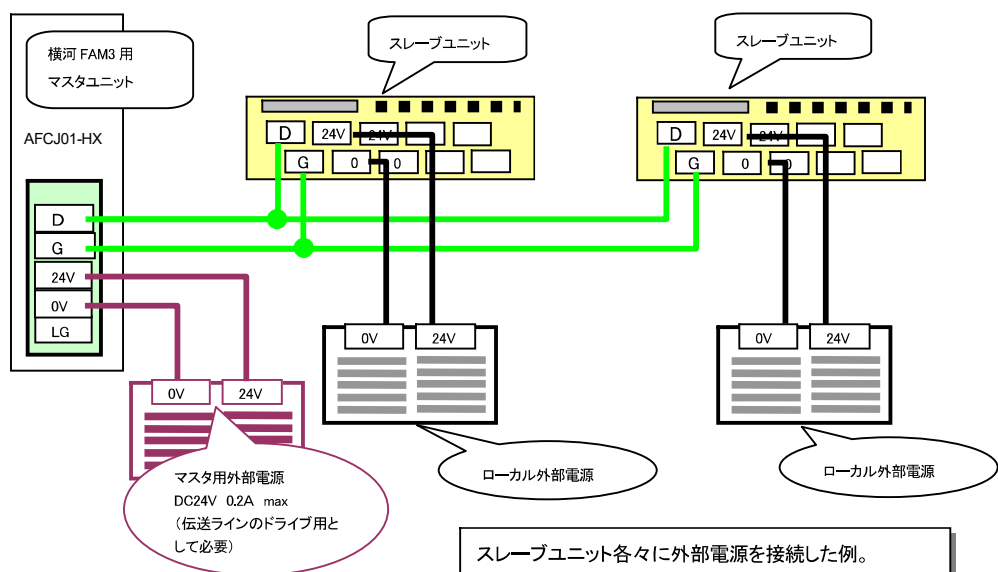 横河 FAM3 用
マスタユニット
AFCJ01-HX
スレーブユニット
スレーブユニット
D 24V 24V
G 0 0
D 24V 24V
G 0 0
D
G
24V
0V
LG
0V 24V
0V 24V
0V 24V
マスタ用外部電源
DC24V 0.2A max
(伝送ラインのドライブ用と
して必要)
ローカル外部電源
ローカル外部電源
スレーブユニット各々に外部電源を接続した例。